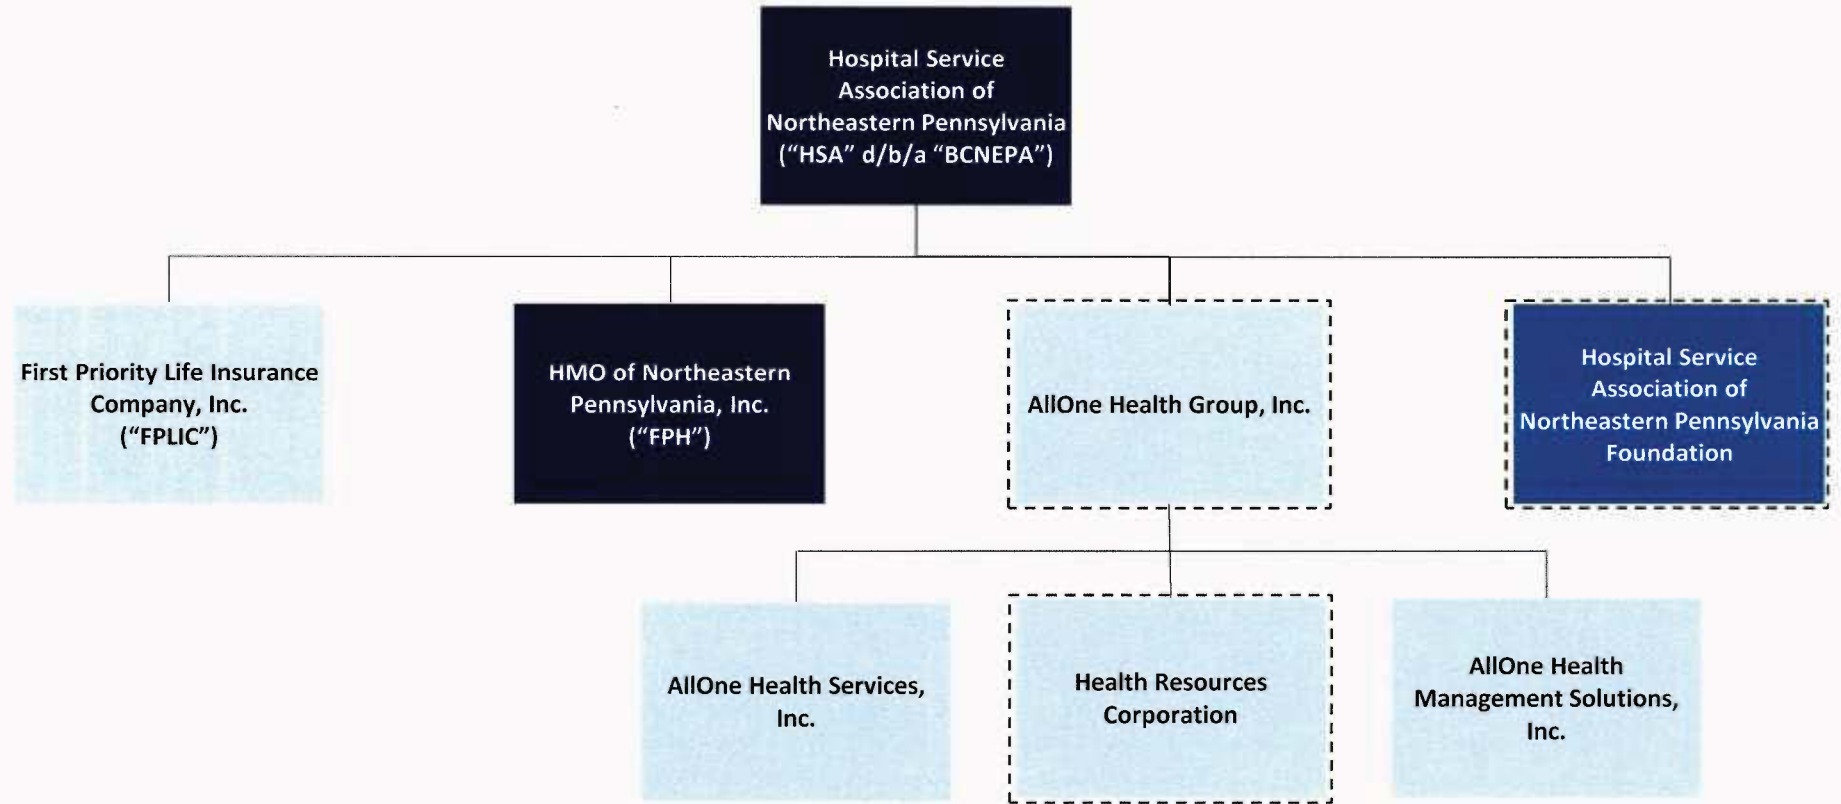 Hospital Service
Association of
Northeastern Pennsylvania
(“HSA” d/b/a “BCNEPA”)
First Priority Life Insurance
Company, Inc.
(“FPLIC”)
HMO of Northeastern
Pennsylvania, Inc.
(“FPH”)
AllOne Health Group, Inc.
Hospital Service
Association of
Northeastern Pennsylvania
Foundation
AllOne Health Services,
Inc.
Health Resources
Corporation
AllOne Health
Management Solutions,
Inc.